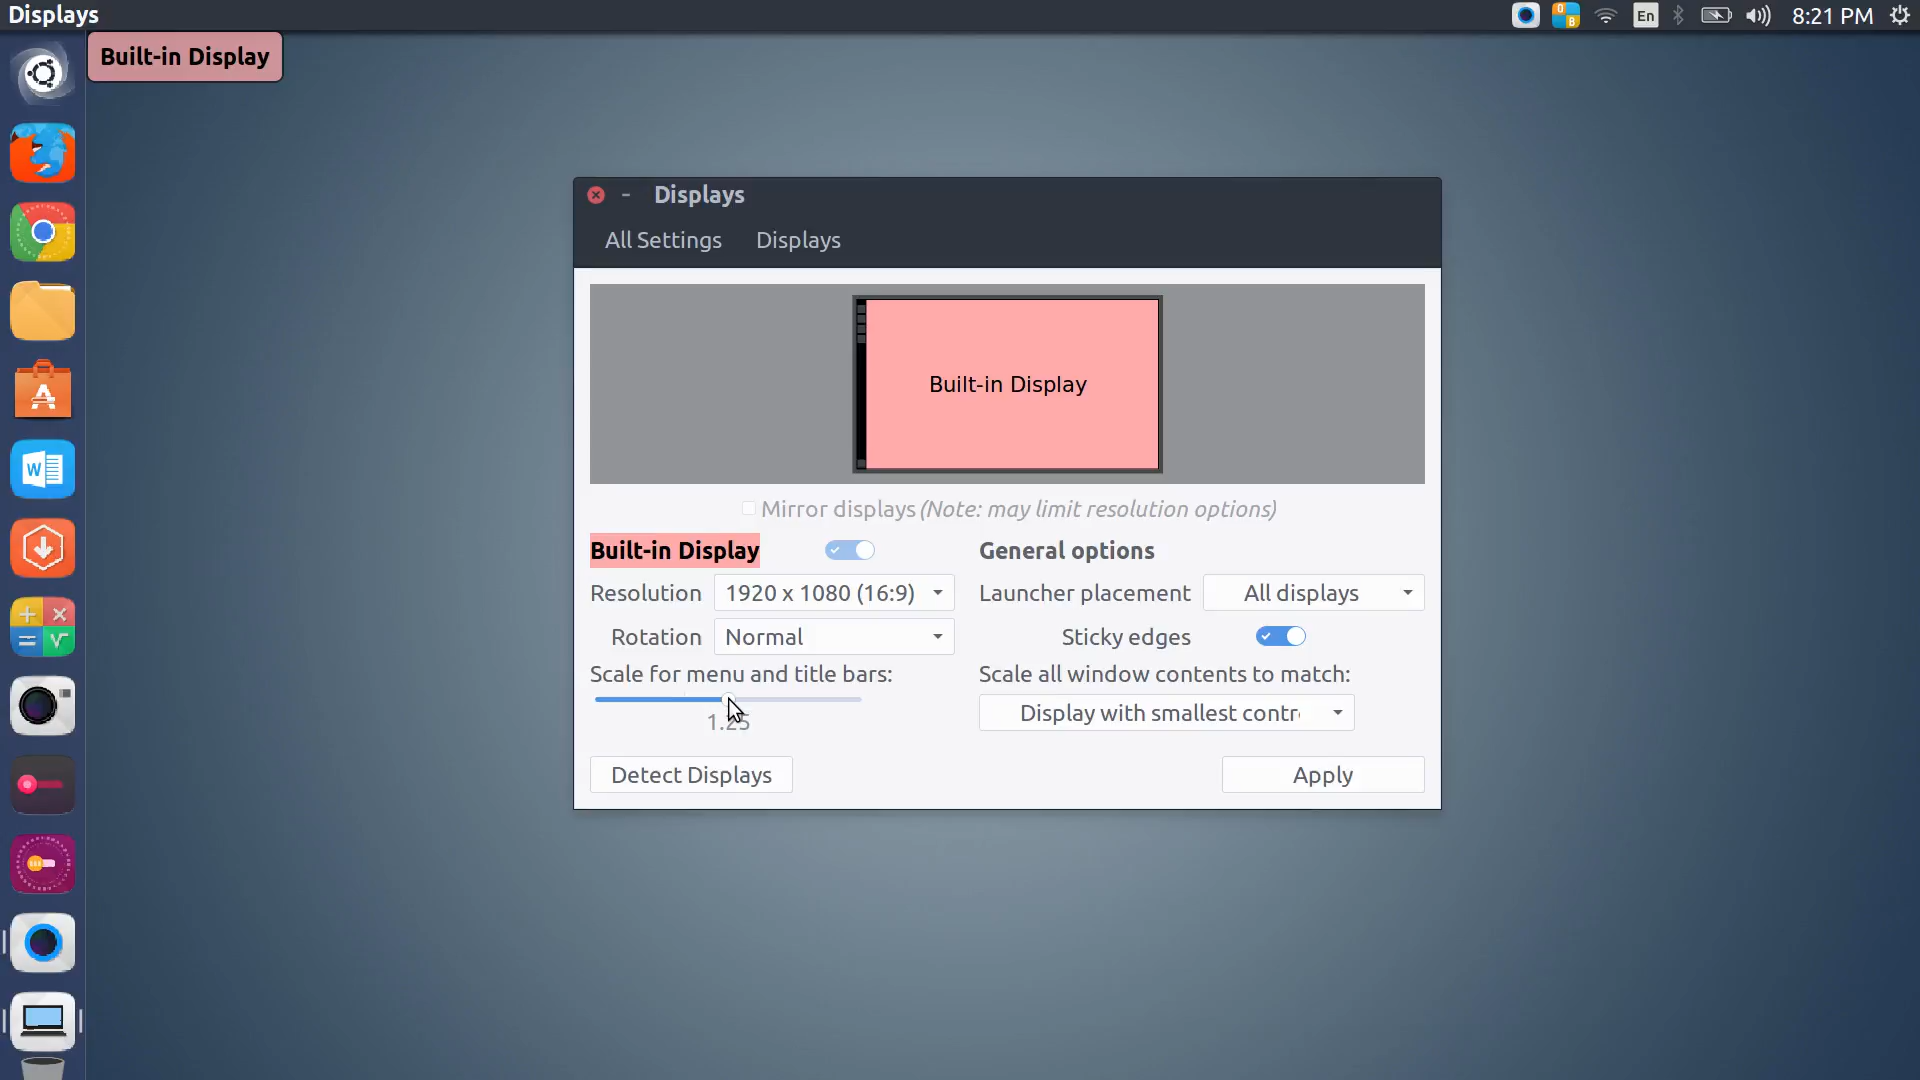 Displays
En
8:21 PM
Built-in Display
Displays
All Settings Displays
Built-in Display
Mirror displays (Note: may limit resolution options)
Built-in Display
General options
Resolution 1920 x 1080 (16:9)
Launcher placement All displays
Rotation Normal
Sticky edges
Scale for menu and title bars:
Scale all window contents to match:
1.25
Display with smallest contr
Detect Displays
Apply